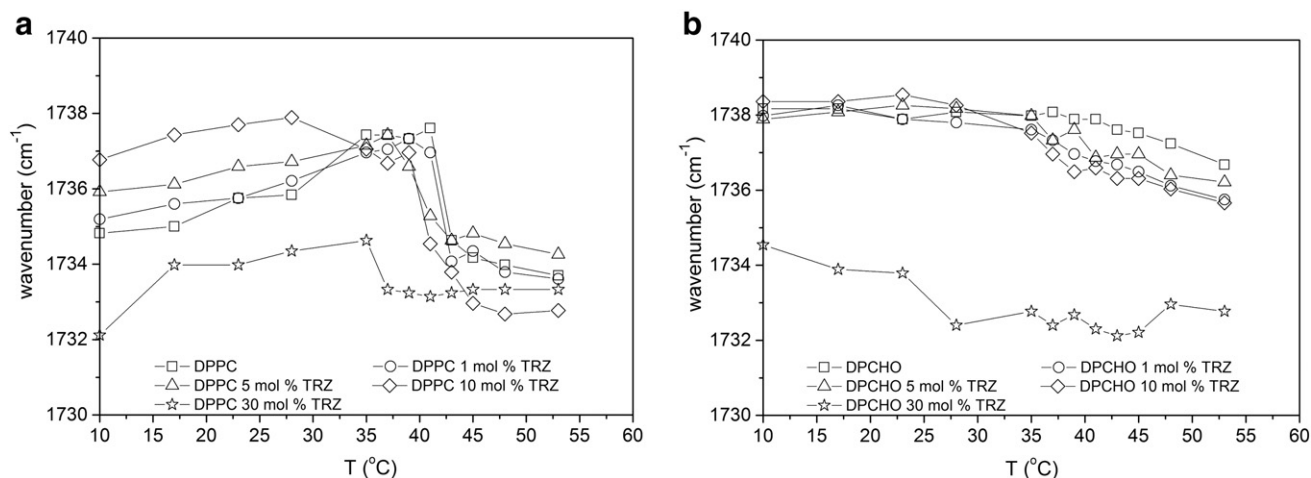 a
1740
1738
1736
1734
1732
1730
wavenumber (cm-1)
DPPC
DPPC 1 mol % TRZ
DPPC 5 mol % TRZ
DPPC 10 mol % TRZ
DPPC 30 mol % TRZ
10 15 20 25 30 35 40 45 50 55 60
T (oC)
b
1740
1738
1736
1734
1732
1730
wavenumber (cm-1)
DPCHO
DPCHO 1 mol % TRZ
DPCHO 5 mol % TRZ
DPCHO 10 mol % TRZ
DPCHO 30 mol % TRZ
10 15 20 25 30 35 40 45 50 55 60
T (oC)